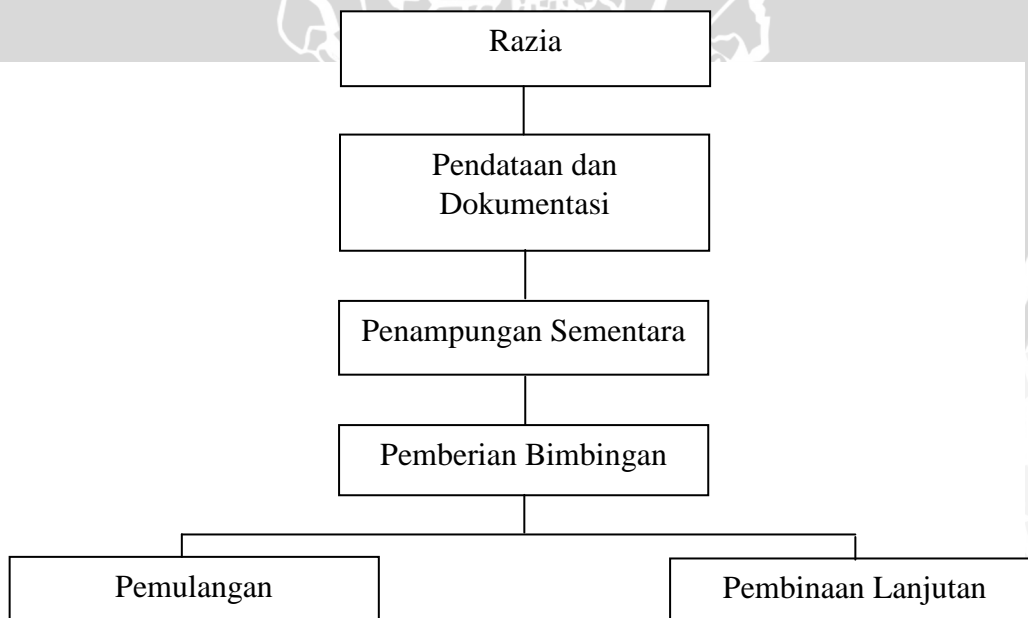 Razia
Pendataan dan
Dokumentasi
Penampungan Sementara
Pemberian Bimbingan
Pemulangan
Pembinaan Lanjutan